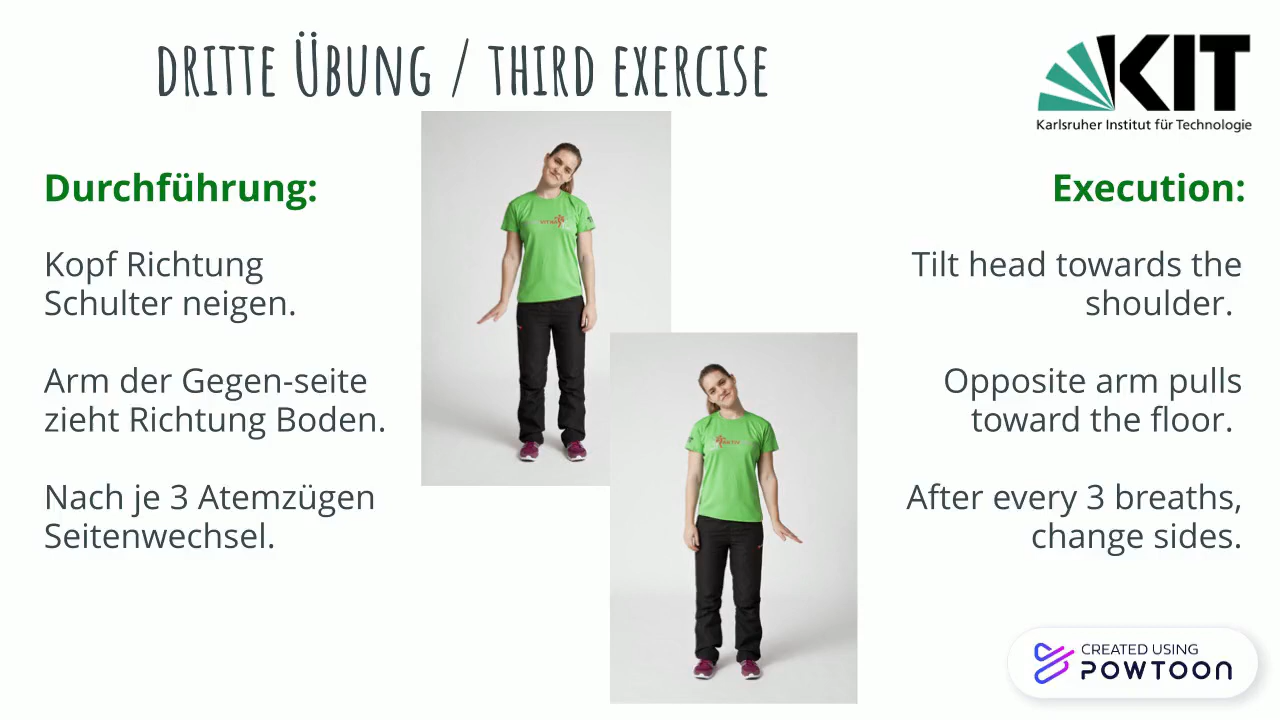 DRITTE ÜBUNG / THIRD EXERCISE
KIT
Karlsruher Institut für Technologie
Durchführung:
Kopf Richtung
Schulter neigen.
Arm der Gegen-seite
zieht Richtung Boden.
Nach je 3 Atemzügen
Seitenwechsel.
Execution:
Tilt head towards the
shoulder.
Opposite arm pulls
toward the floor.
After every 3 breaths,
change sides.
CREATED USING
POWTOON